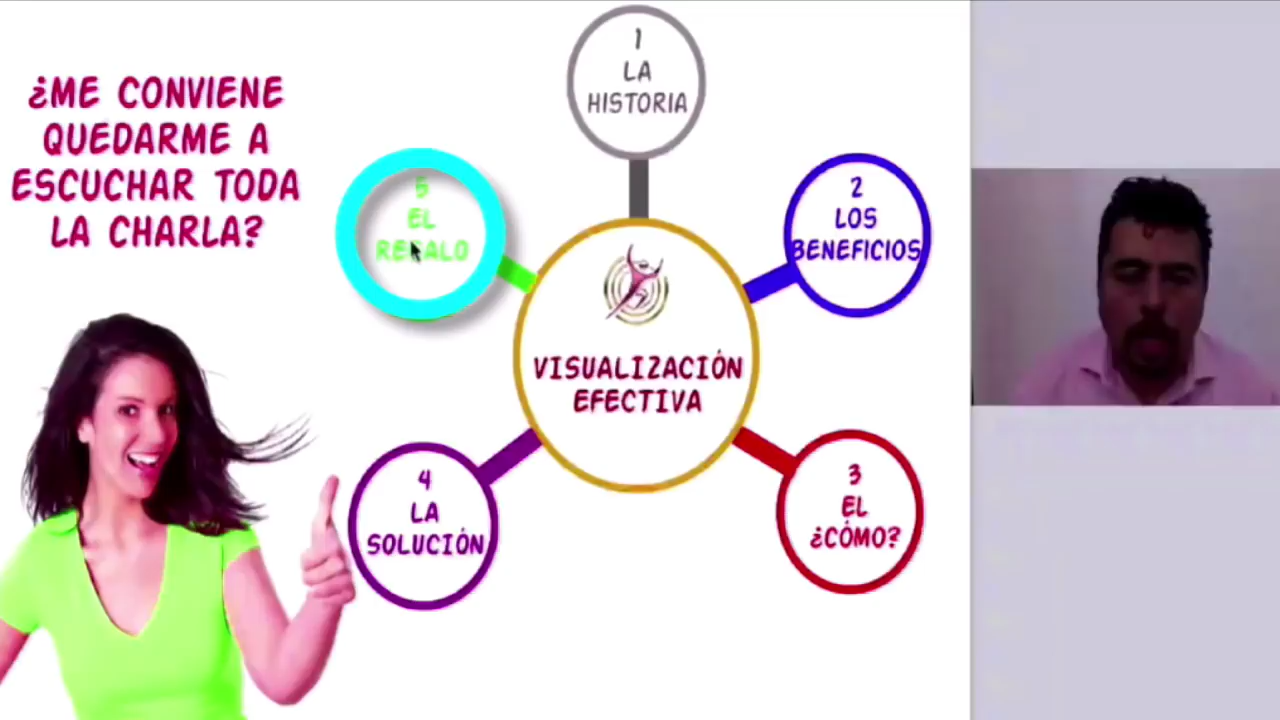 ¿ME CONVIENE
QUEDARME A
ESCUCHAR TODA
LA CHARLA?
1
LA
HISTORIA
2
LOS
BENEFICIOS
3
EL
¿CÓMO?
4
LA
SOLUCIÓN
5
EL
REGALO
VISUALIZACIÓN
EFECTIVA